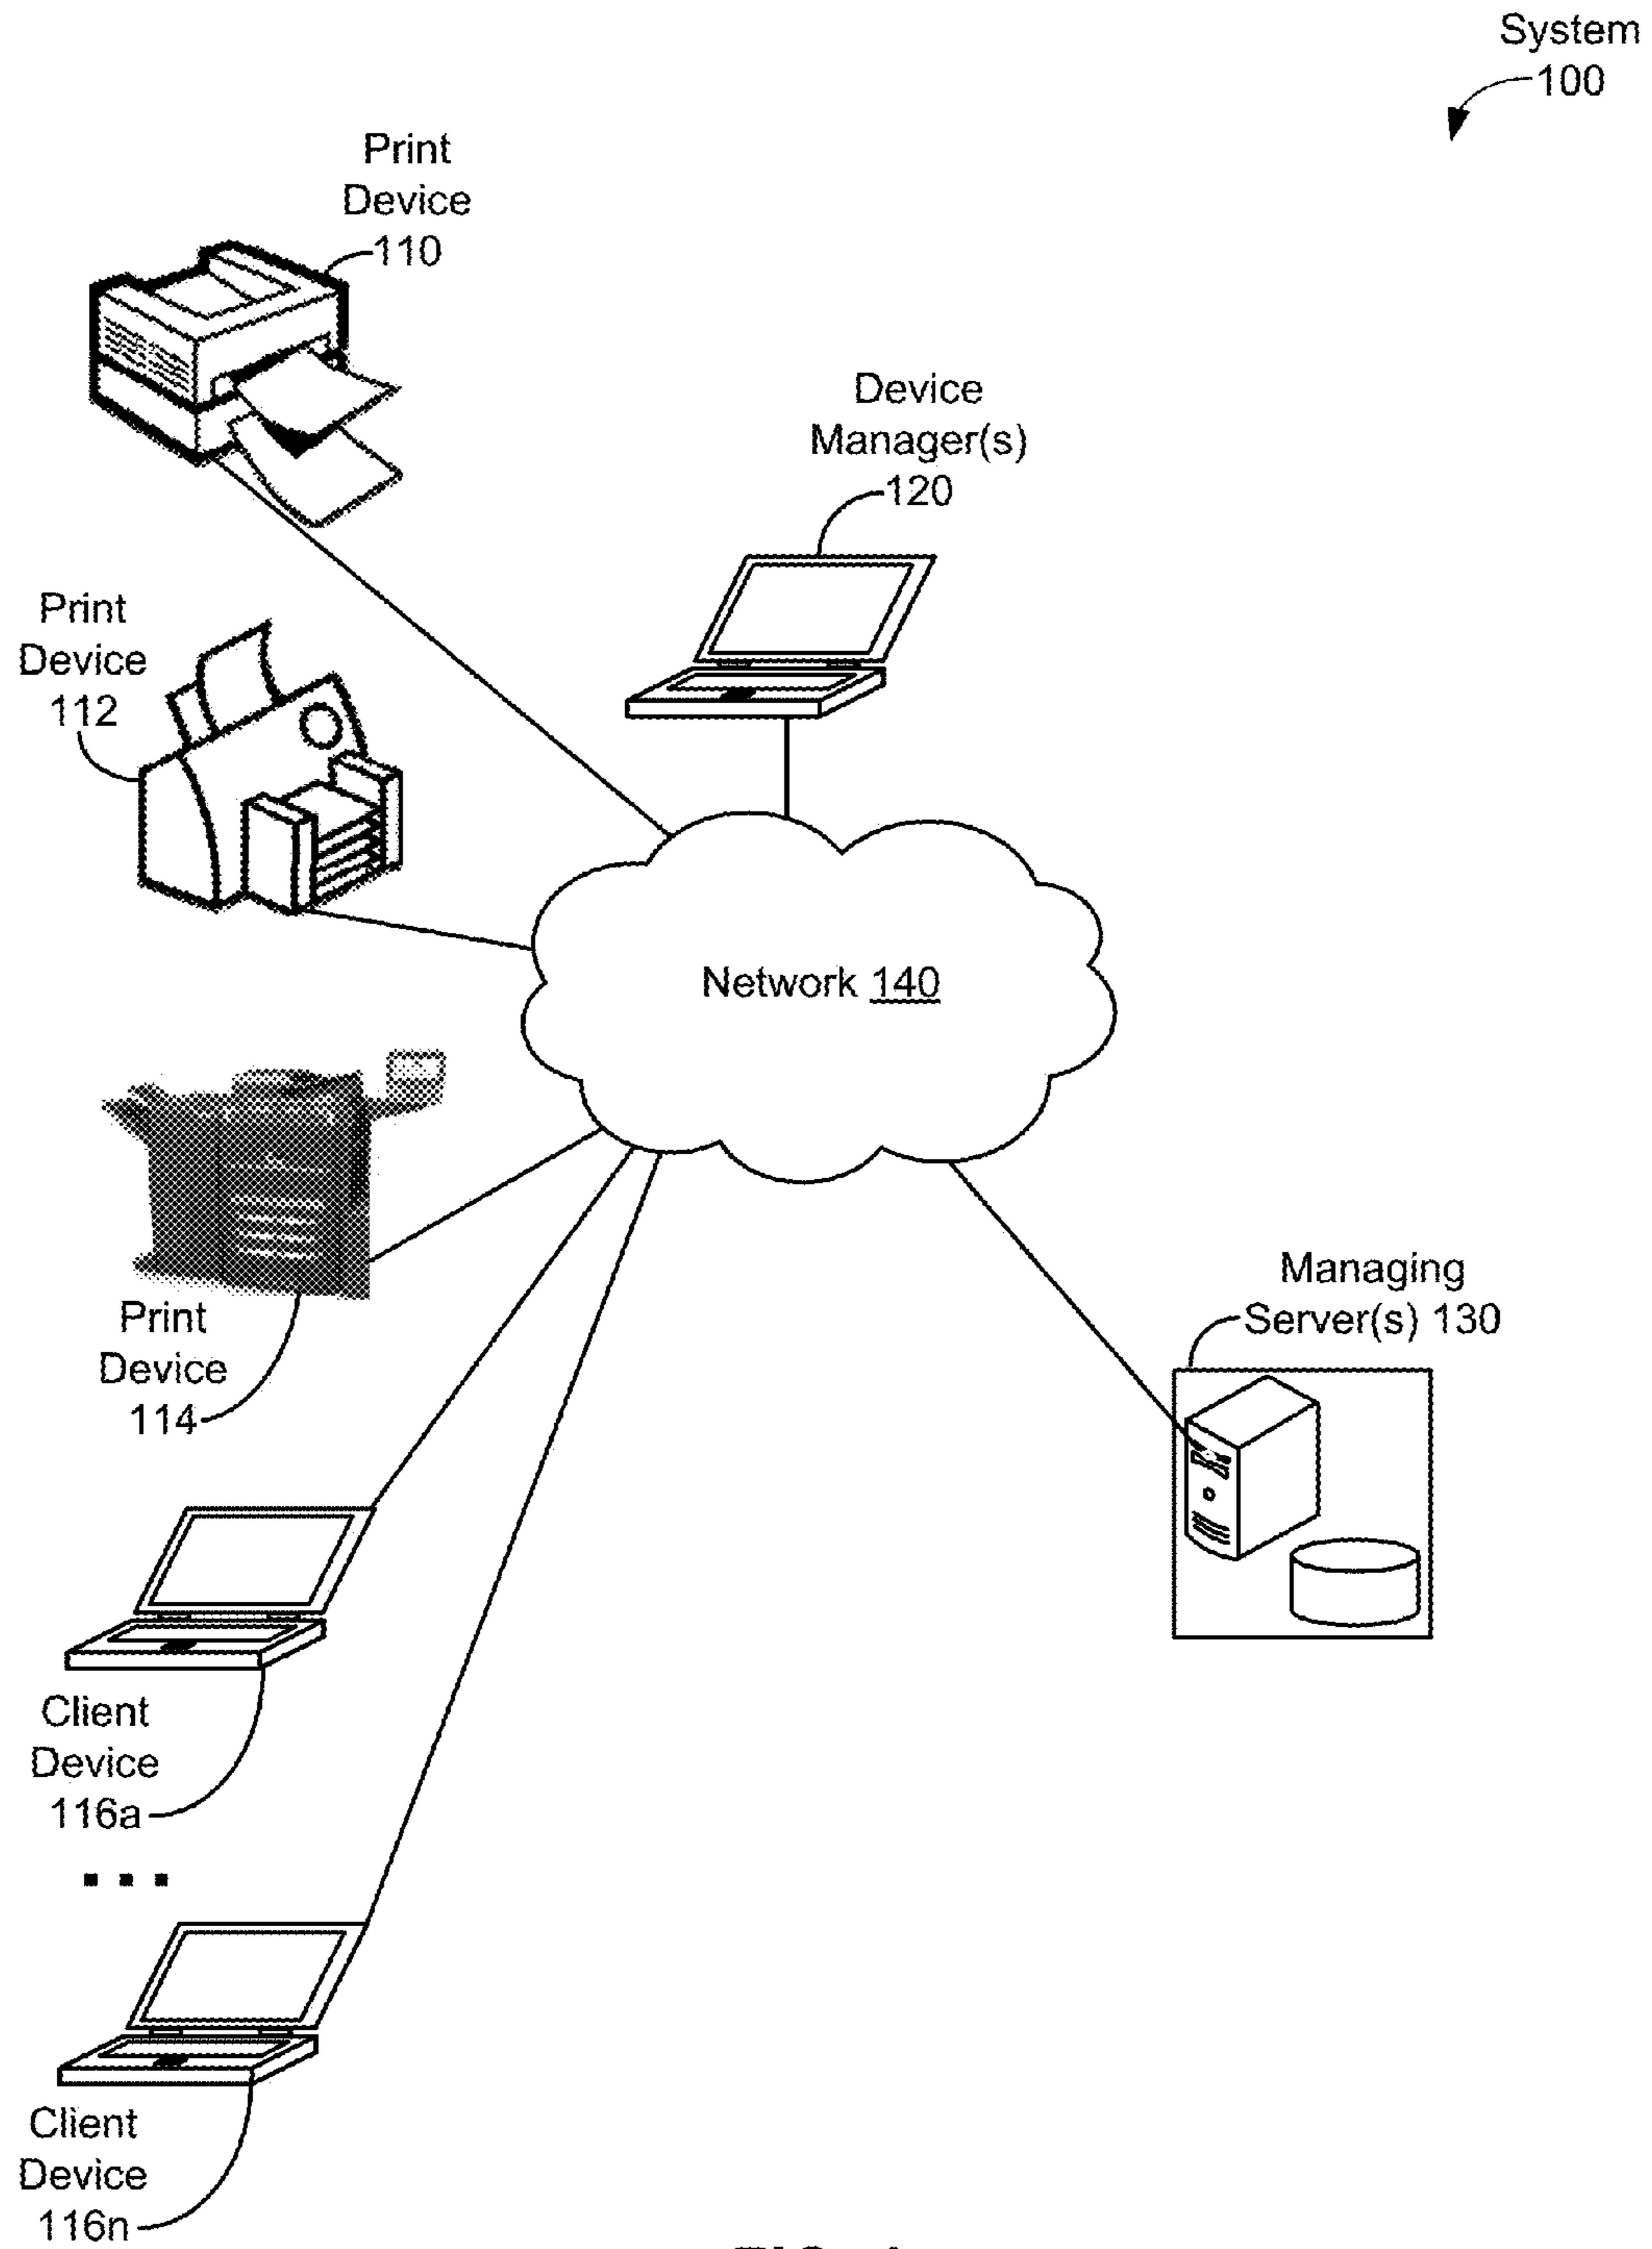 System
100
Print
Device
110
Device
Manager(s)
120
Print
Device
112
Network 140
Print
Device
114
Managing
Server(s) 130
Client
Device
116a
...
Client
Device
116n